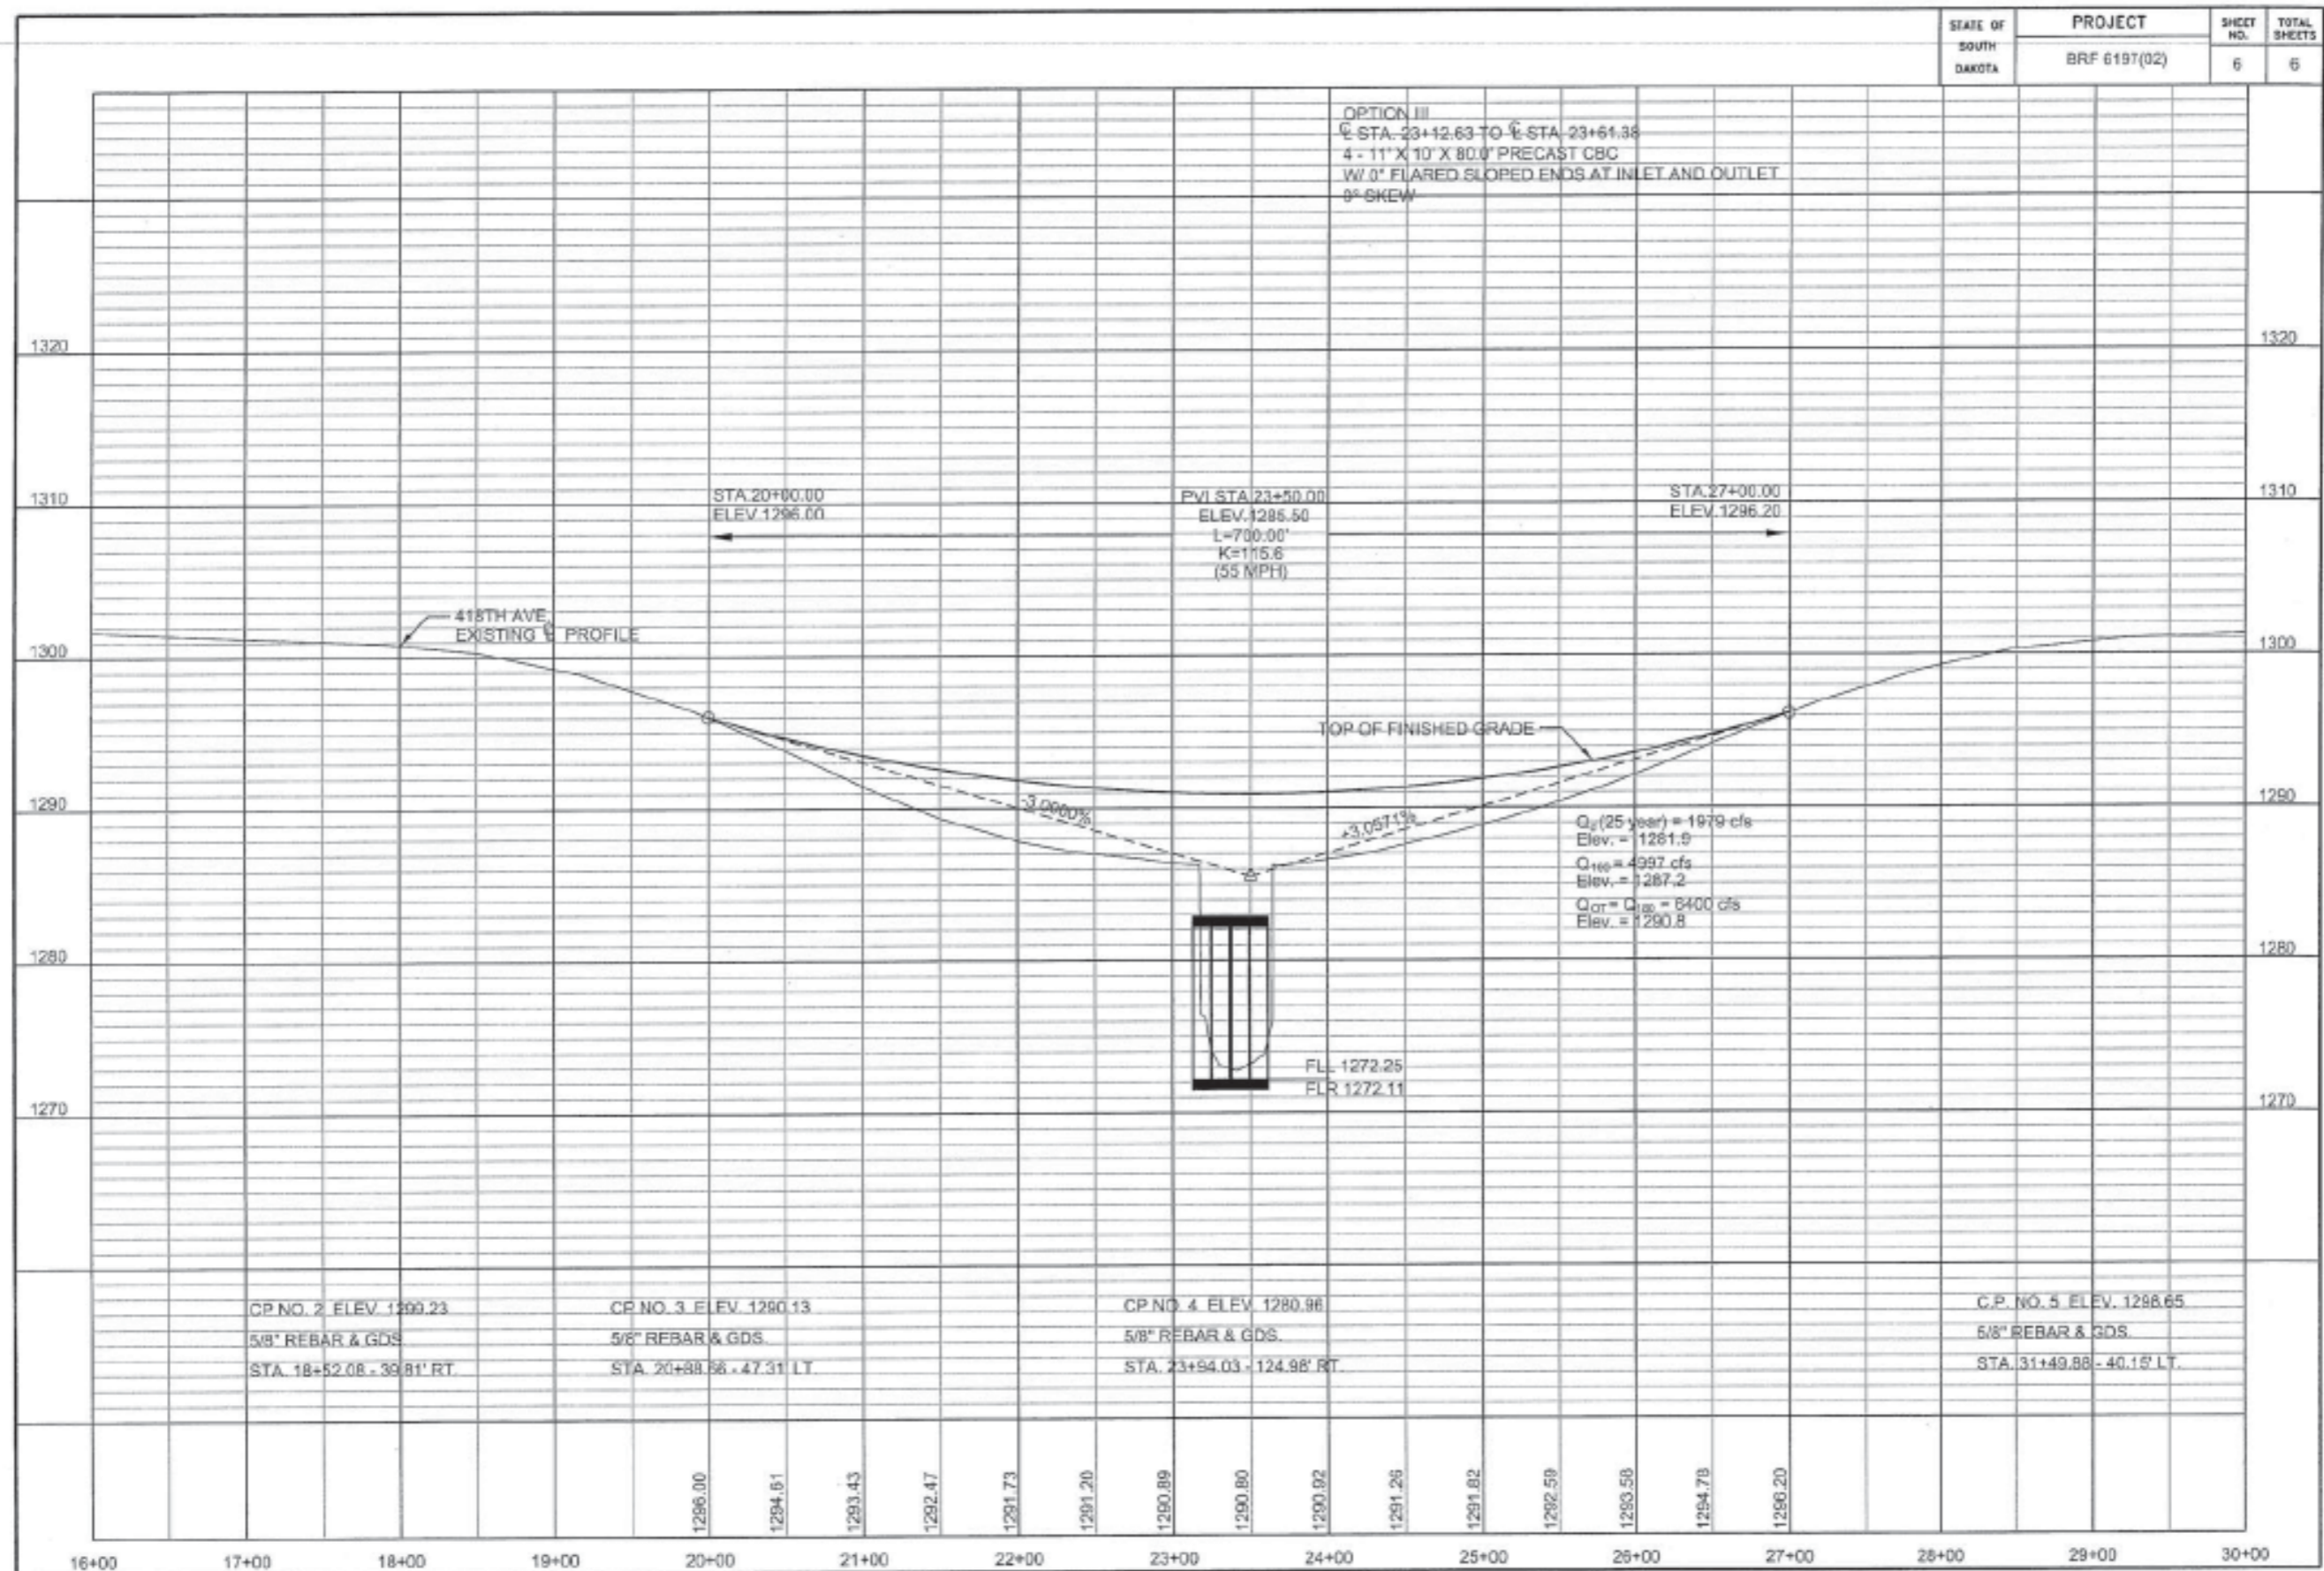 STATE OF SOUTH DAKOTA
PROJECT
BRF 6197(02)
SHEET NO.
6
TOTAL SHEETS
6
OPTION III
℄ STA. 23+12.63 TO ℄ STA. 23+61.38
4 - 11' X 10' X 80.0' PRECAST CBC
W/ 0° FLARED SLOPED ENDS AT INLET AND OUTLET
0° SKEW
1320
1320
1310
1310
STA.20+00.00
ELEV.1296.00
PVI STA.23+50.00
ELEV.1285.50
L=700.00'
K=115.6
(55 MPH)
STA.27+00.00
ELEV.1296.20
418TH AVE.
EXISTING ℄ PROFILE
1300
1300
TOP OF FINISHED GRADE
1290
1290
-3.0000%
+3.0571%
(25 year) = 1979 cfs
Elev. = 1281.9
Q100 = 4997 cfs
Elev. = 1287.2
QOT = = 6400 cfs
Elev. = 1290.8
1280
1280
FLL 1272.25
FLR 1272.11
1270
1270
CP NO. 2 ELEV. 1299.23
5/8" REBAR & GDS.
STA. 18+52.08 - 39.81' RT.
CP NO. 3 ELEV. 1290.13
5/8" REBAR & GDS.
STA. 20+88.66 - 47.31' LT.
CP NO. 4 ELEV. 1280.96
5/8" REBAR & GDS.
STA. 23+94.03 - 124.98' RT.
C.P. NO. 5 ELEV. 1298.65
5/8" REBAR & GDS.
STA. 31+49.88 - 40.15' LT.
1296.00
1294.61
1293.43
1292.47
1291.73
1291.20
1290.89
1290.80
1290.92
1291.26
1291.82
1292.59
1293.58
1294.78
1296.20
16+00
17+00
18+00
19+00
20+00
21+00
22+00
23+00
24+00
25+00
26+00
27+00
28+00
29+00
30+00